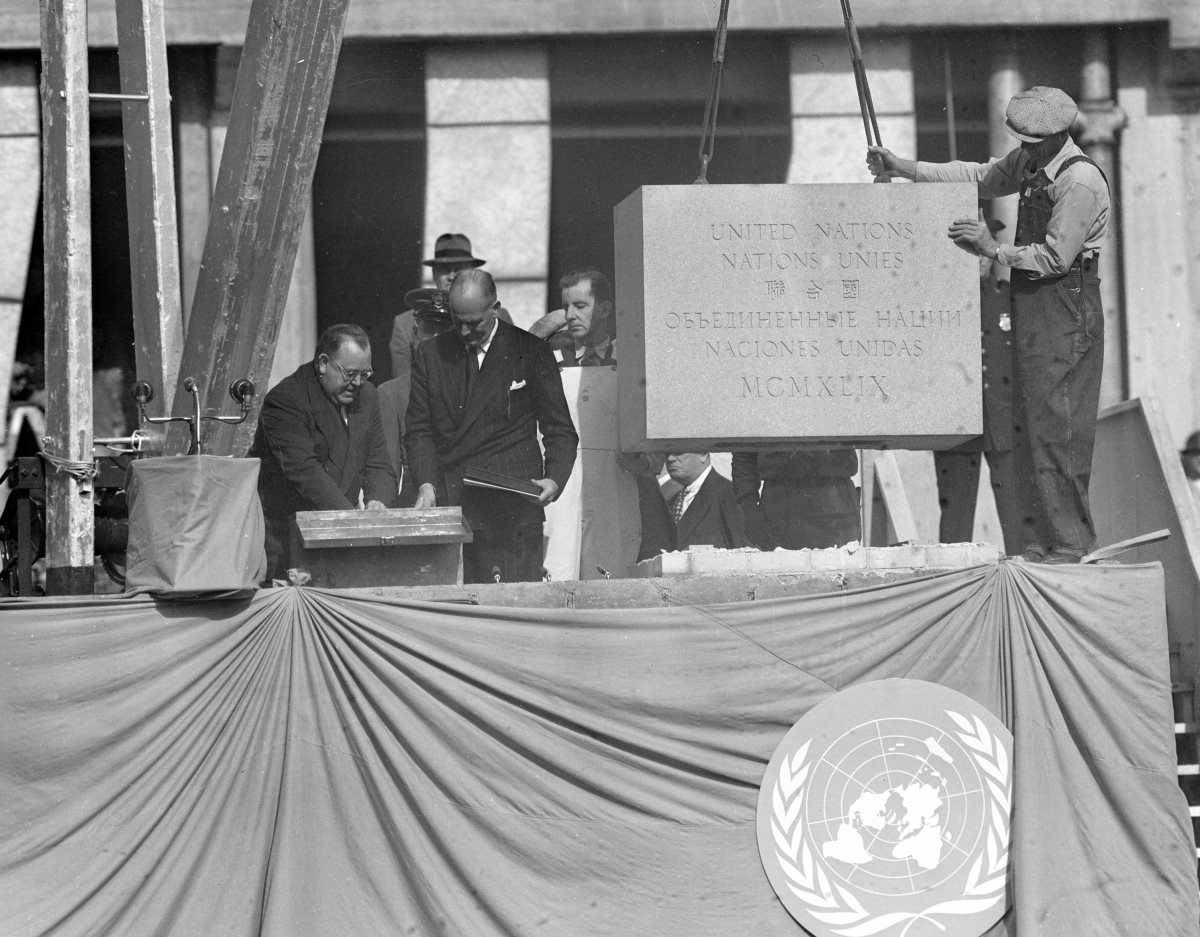 UNITED NATIONS
NATIONS UNIES
聯合國
ОБЪЕДИНЕННЫЕ НАЦИИ
NACIONES UNIDAS
MCMXLIX